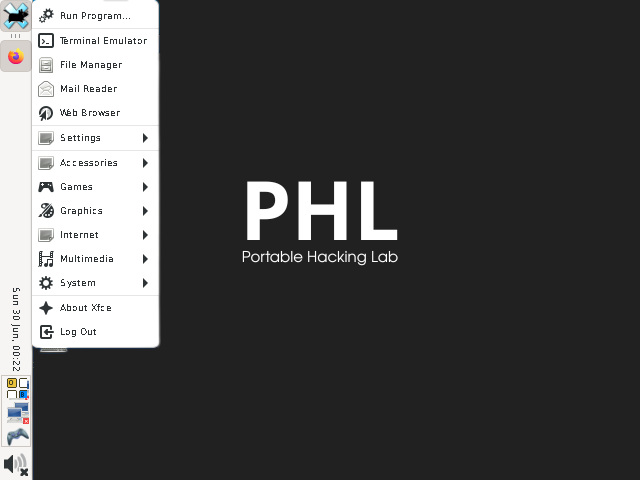 Run Program...
Terminal Emulator
File Manager
Mail Reader
Web Browser
Settings
Accessories
Games
Graphics
Internet
Multimedia
System
About Xfce
Log Out
Sun 30 Jun, 00:22
PHL
Portable Hacking Lab